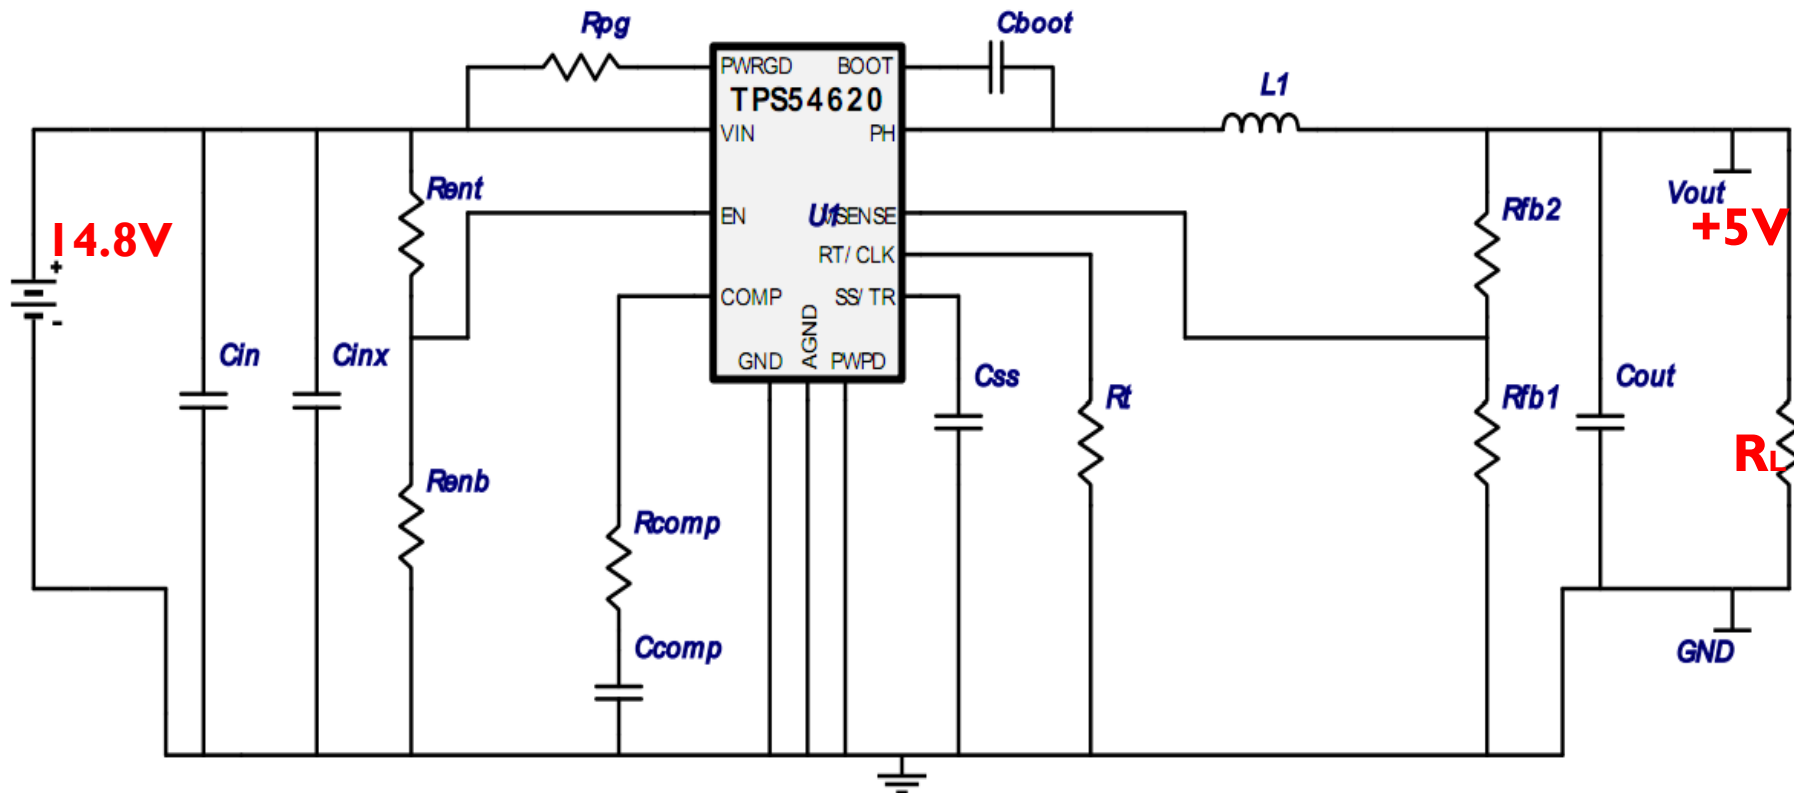 Rpg
Cboot
PWRGD
BOOT
TPS54620
L1
VIN
PH
Rent
EN
U1
VSENSE
Rfb2
Vout
14.8V
+
+5V
RT/ CLK
COMP
SS/ TR
-
AGND
Cin
Cinx
GND
PWPD
Css
Rt
Rfb1
Cout
RL
Renb
Rcomp
Ccomp
GND